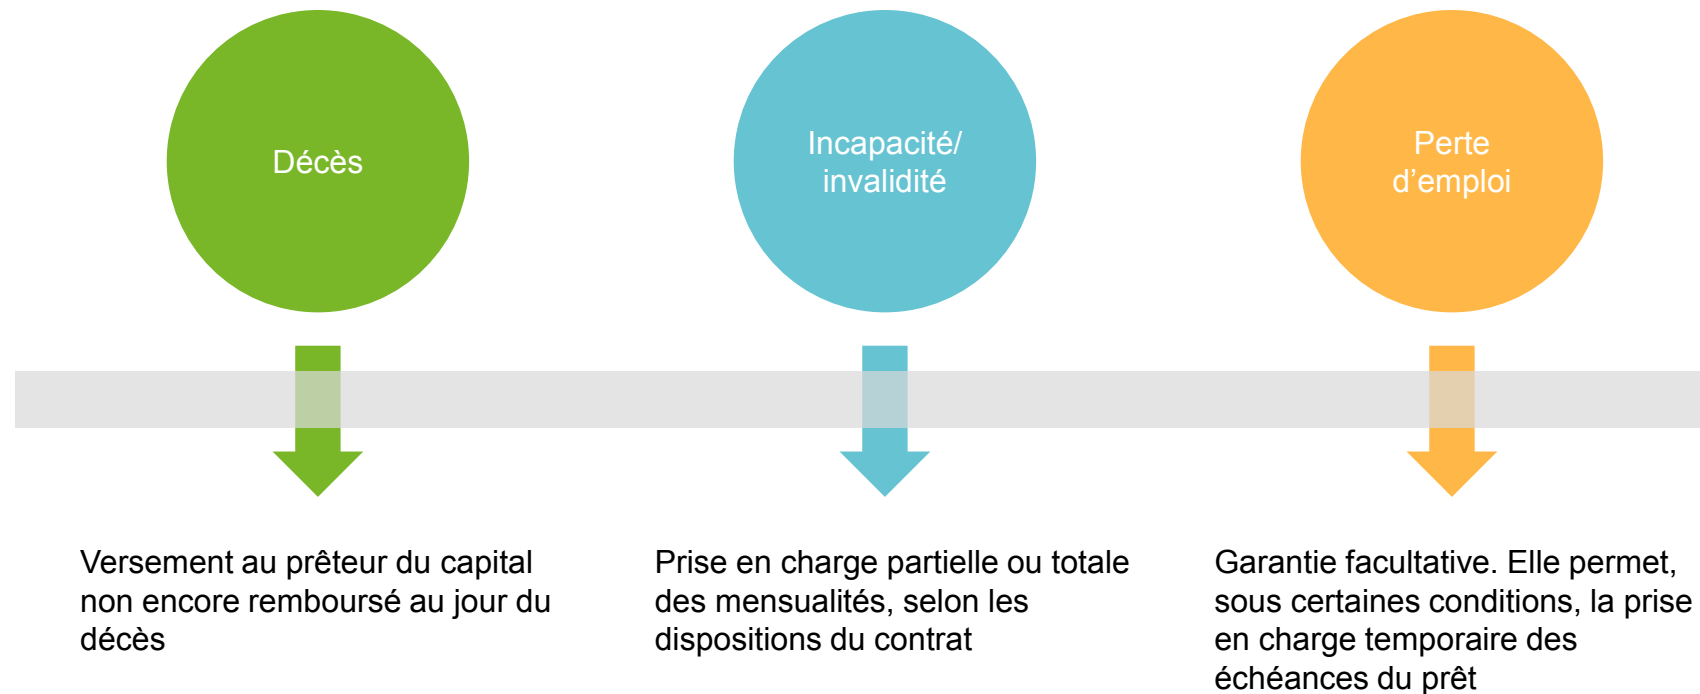 Décès
Incapacité/
invalidité
Perte
d’emploi
Versement au prêteur du capital
non encore remboursé au jour du
décès
Prise en charge partielle ou totale
des mensualités, selon les
dispositions du contrat
Garantie facultative. Elle permet,
sous certaines conditions, la prise
en charge temporaire des
échéances du prêt